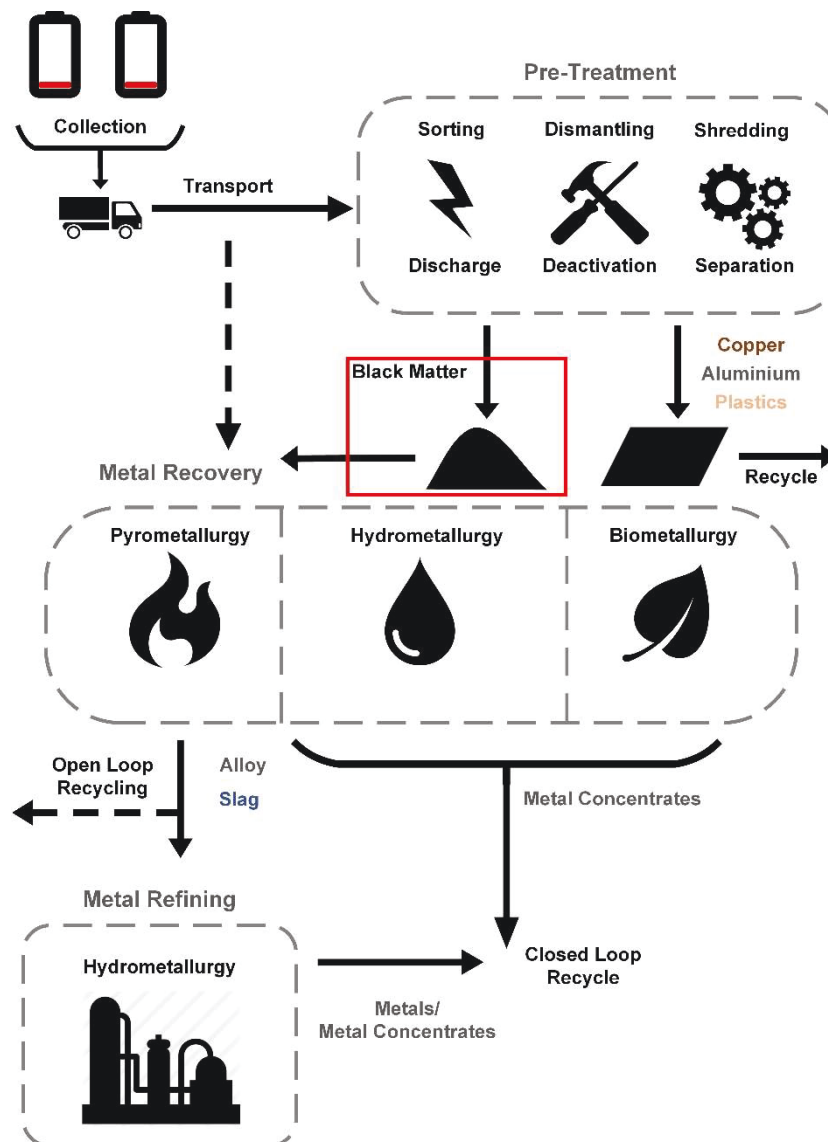 Pre-Treatment
Collection
Sorting
Dismantling
Shredding
Transport
Discharge
Deactivation
Separation
Copper
Aluminium
Plastics
Black Matter
Metal Recovery
Recycle
Pyrometallurgy
Hydrometallurgy
Biometallurgy
Open Loop
Recycling
Alloy
Slag
Metal Concentrates
Metal Refining
Hydrometallurgy
Closed Loop
Recycle
Metals/
Metal Concentrates